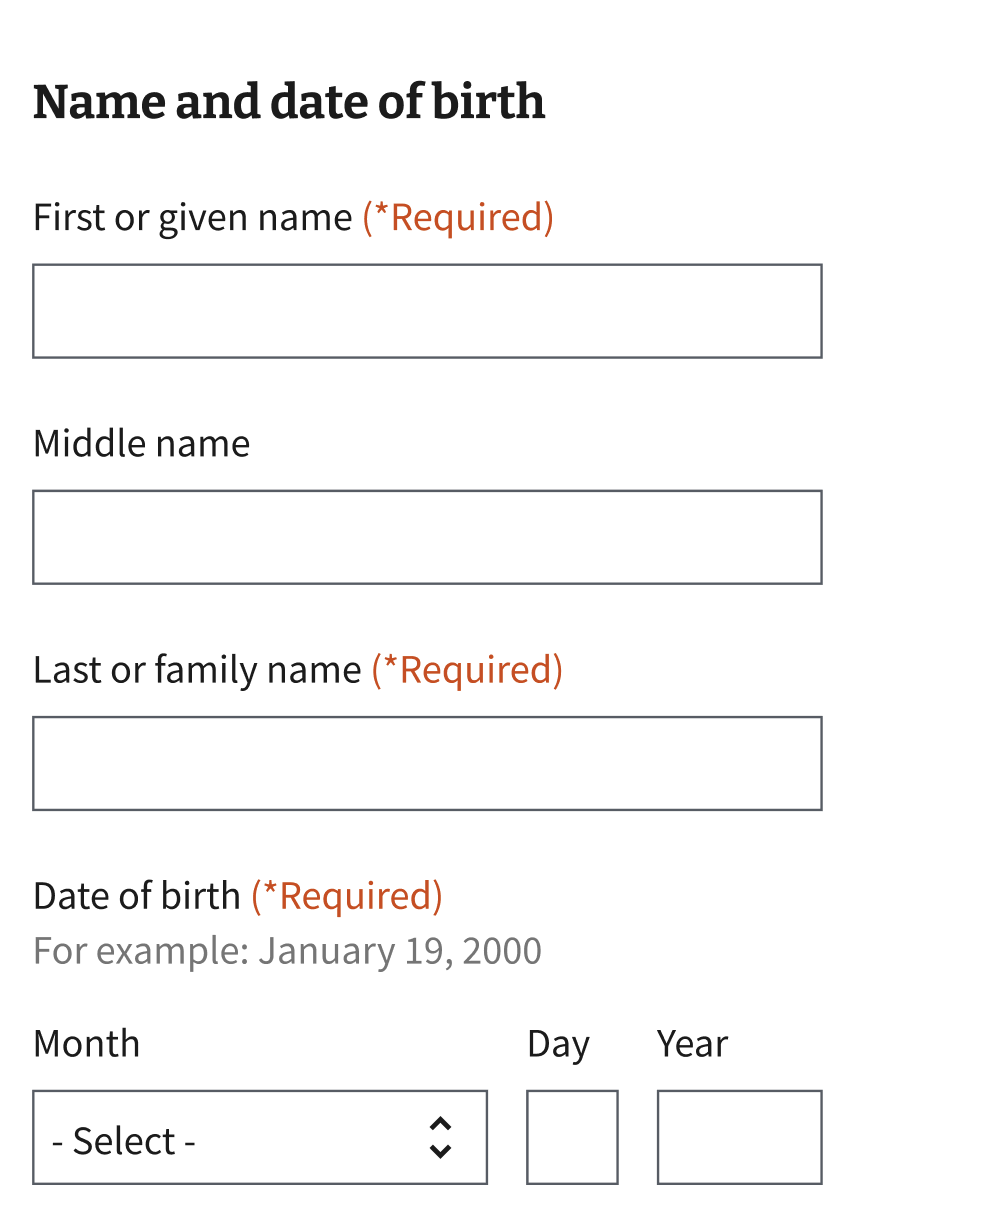 Name and date of birth
First or given name (*Required)
Middle name
Last or family name (*Required)
Date of birth (*Required)
For example: January 19, 2000
Month Day Year
- Select -